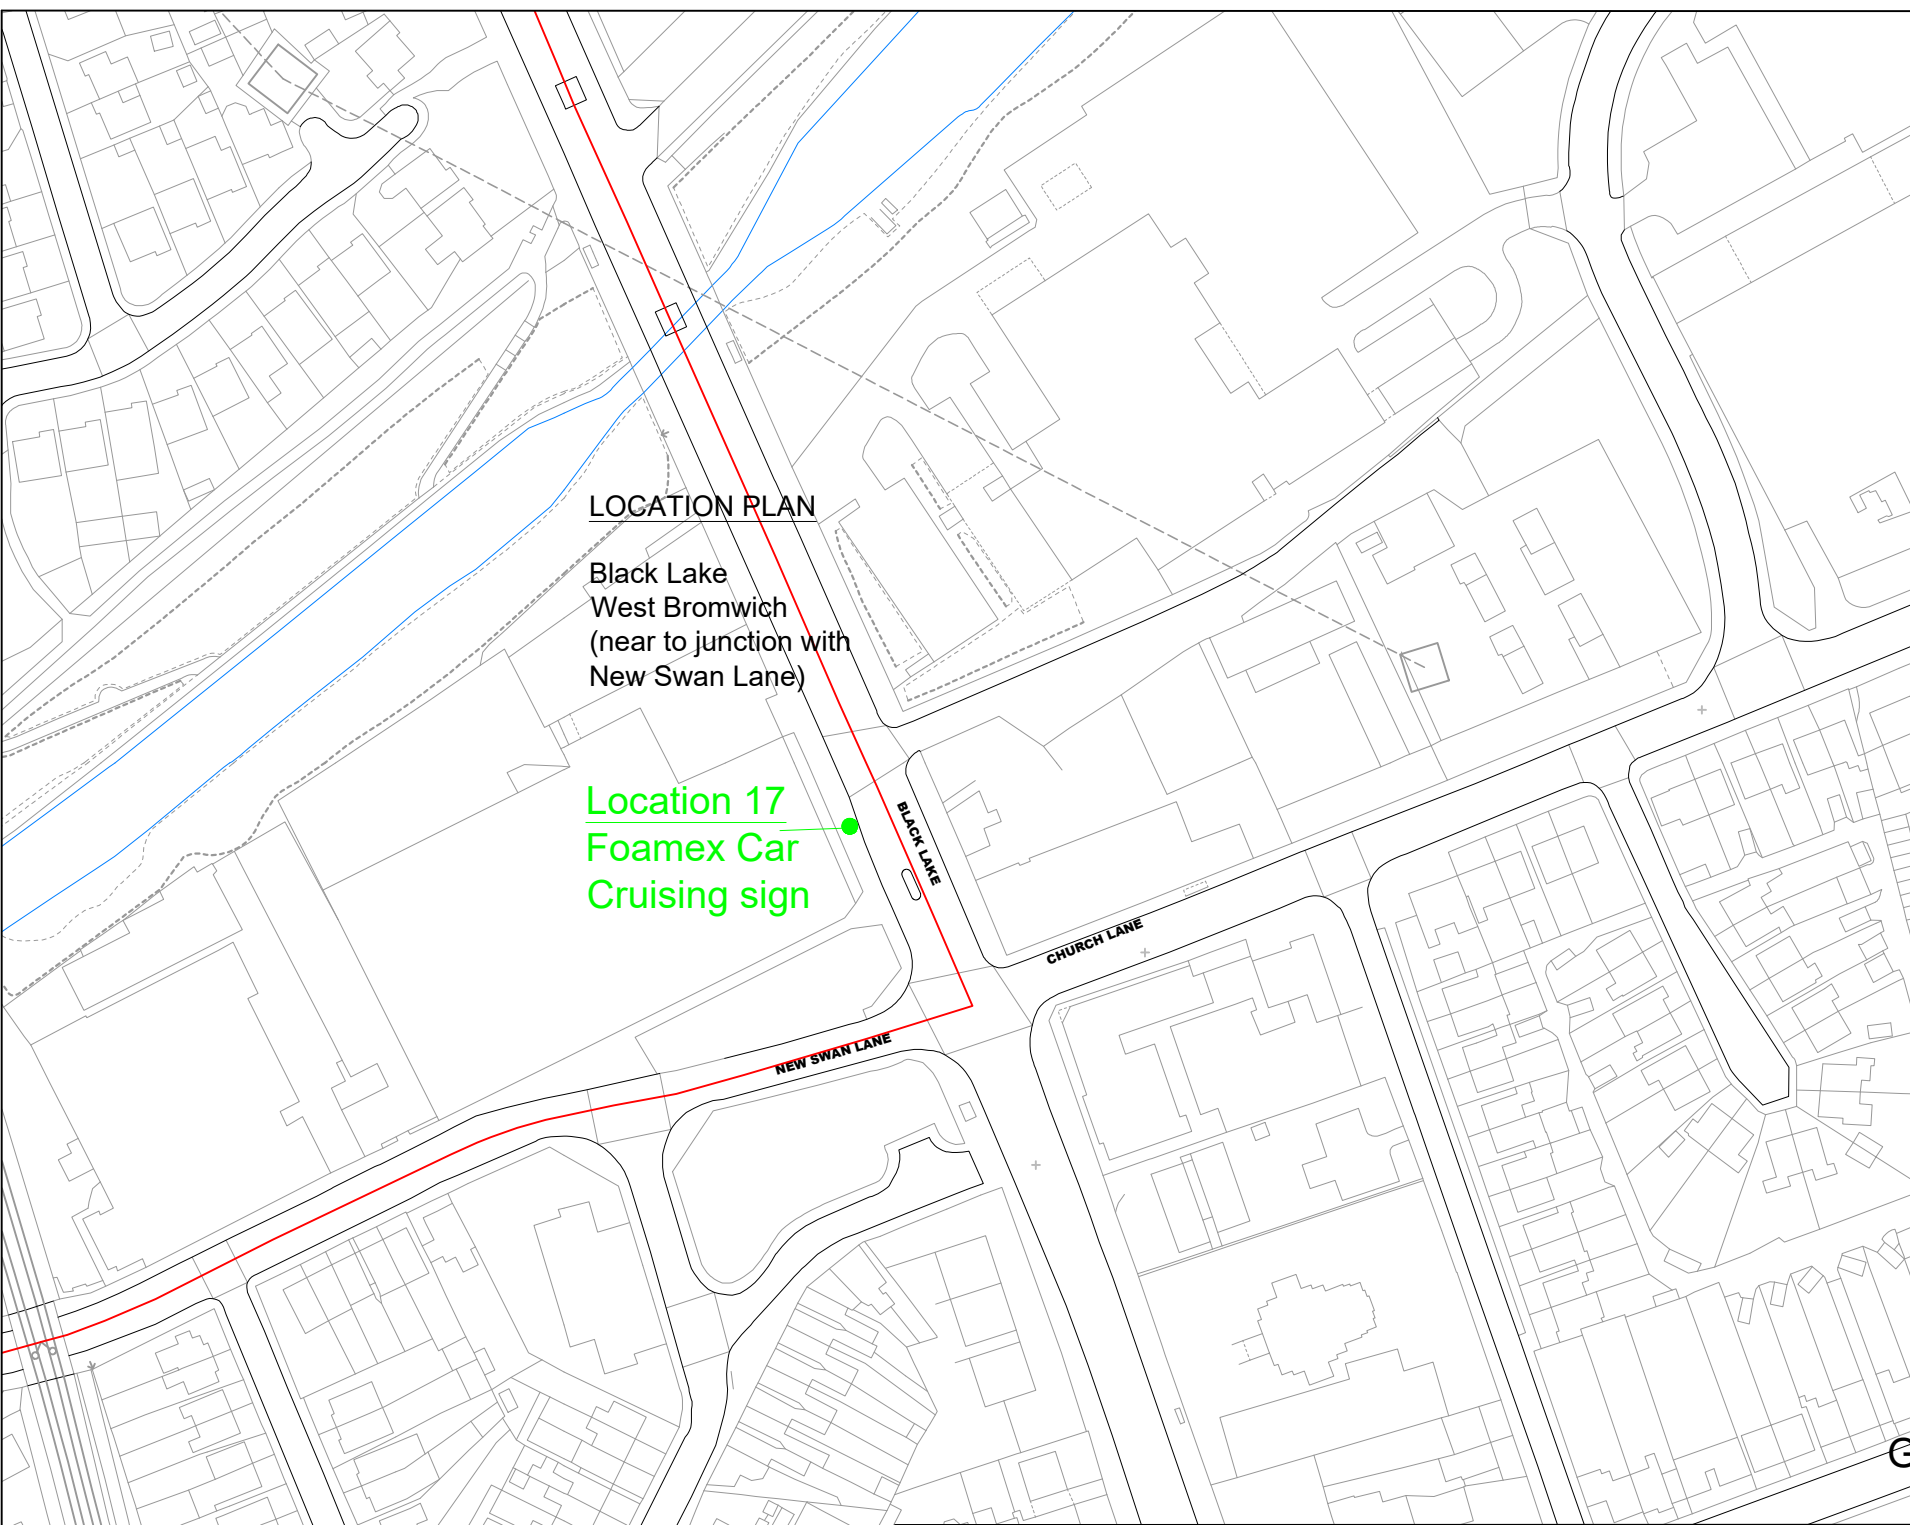 LOCATION PLAN
Black Lake
West Bromwich
(near to junction with
New Swan Lane)
Location 17
Foamex Car
Cruising sign
BLACK LAKE
CHURCH LANE
NEW SWAN LANE
G